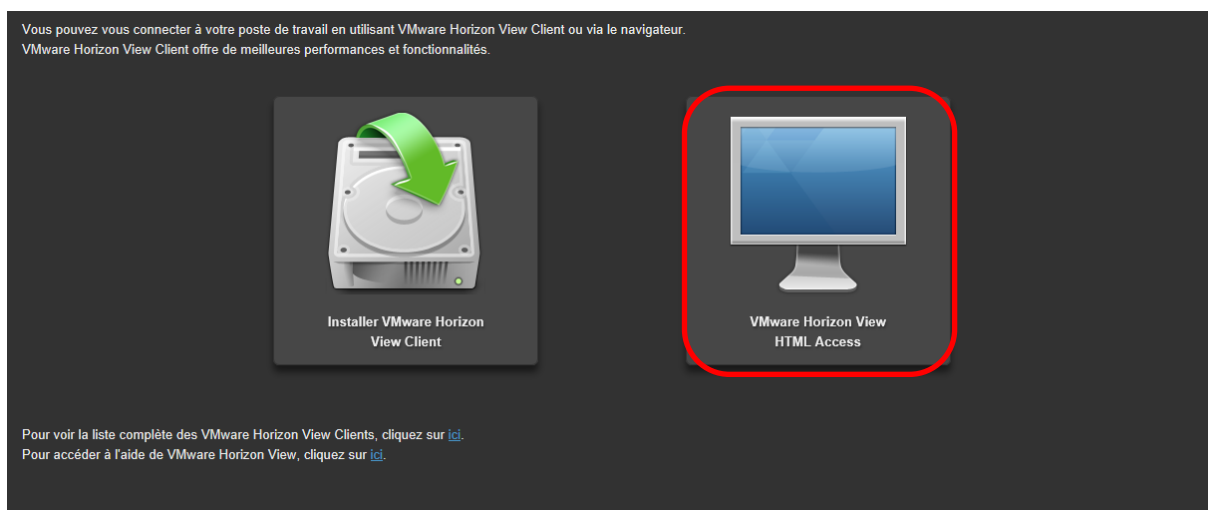 Vous pouvez vous connecter à votre poste de travail en utilisant VMware Horizon View Client ou via le navigateur.
VMware Horizon View Client offre de meilleures performances et fonctionnalités.
Installer VMware Horizon
View Client
VMware Horizon View
HTML Access
Pour voir la liste complète des VMware Horizon View Clients, cliquez sur ici.
Pour accéder à l'aide de VMware Horizon View, cliquez sur ici.